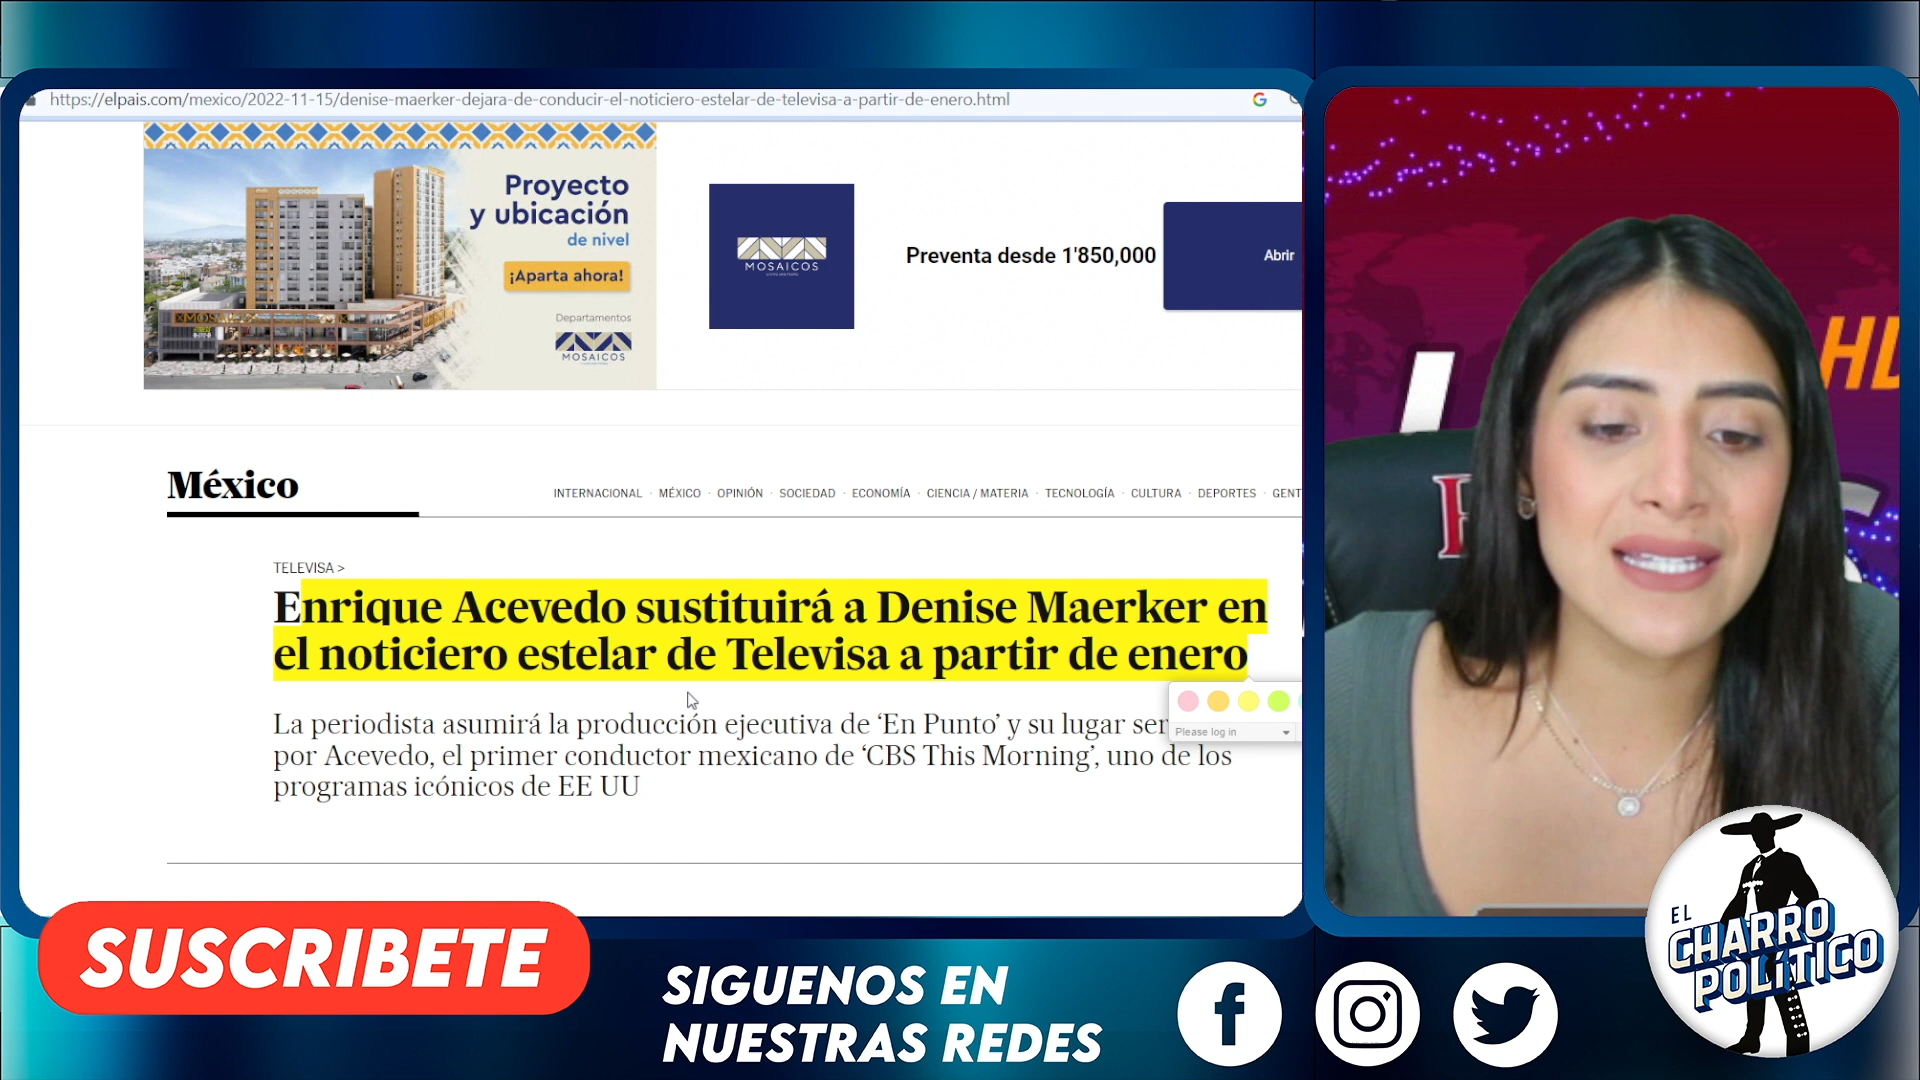 https://elpais.com/mexico/2022-11-15/denise-maerker-dejara-de-conducir-el-noticiero-estelar-de-televisa-a-partir-de-enero.html
Proyecto
y ubicación
de nivel
¡Aparta ahora!
Departamentos
MOSAICOS
MOSAICOS
Preventa desde 1'850,000
Abrir
México
INTERNACIONAL · MÉXICO · OPINIÓN · SOCIEDAD · ECONOMÍA · CIENCIA / MATERIA · TECNOLOGÍA · CULTURA · DEPORTES · GENT
TELEVISA >
Enrique Acevedo sustituirá a Denise Maerker en
el noticiero estelar de Televisa a partir de enero
La periodista asumirá la producción ejecutiva de ‘En Punto’ y su lugar ser
por Acevedo, el primer conductor mexicano de ‘CBS This Morning’, uno de los
programas icónicos de EE UU
Please log in
HD
SUSCRIBETE
SIGUENOS EN
NUESTRAS REDES
EL
CHARRO
POLÍTICO